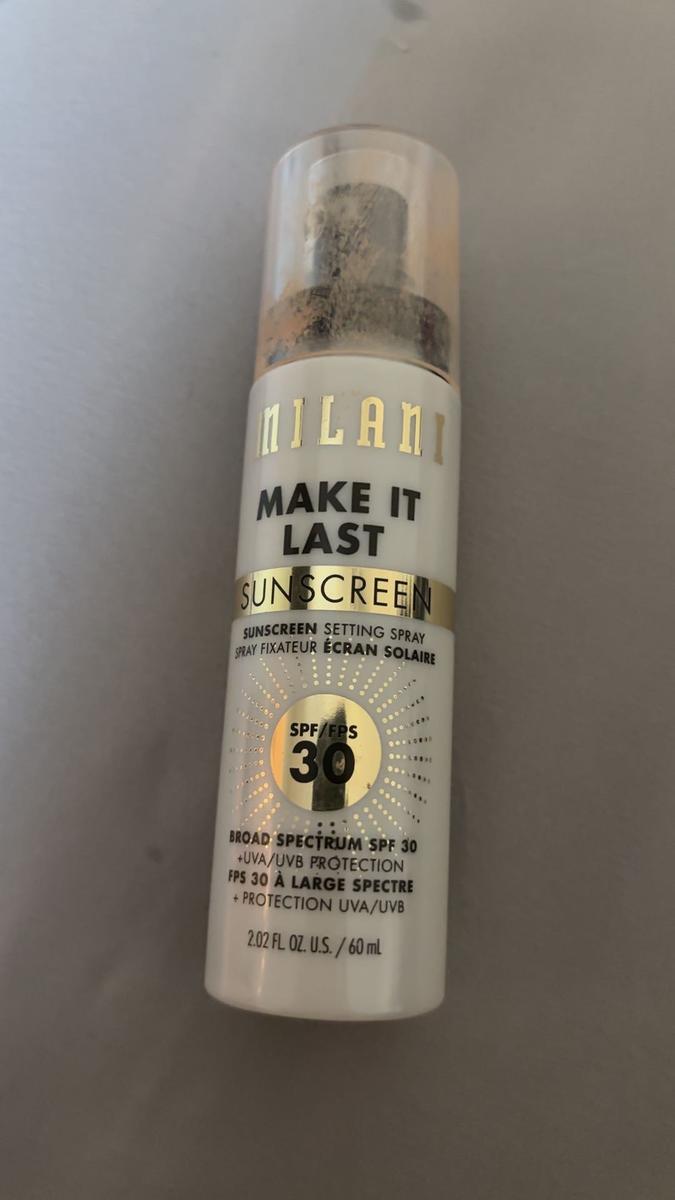 MILANI
MAKE IT
LAST
SUNSCREEN
SUNSCREEN SETTING SPRAY
SPRAY FIXATEUR ÉCRAN SOLAIRE
SPF/FPS
30
BROAD SPECTRUM SPF 30
+UVA/UVB PROTECTION
FPS 30 À LARGE SPECTRE
+ PROTECTION UVA/UVB
2.02 FL. OZ. U.S. / 60 mL